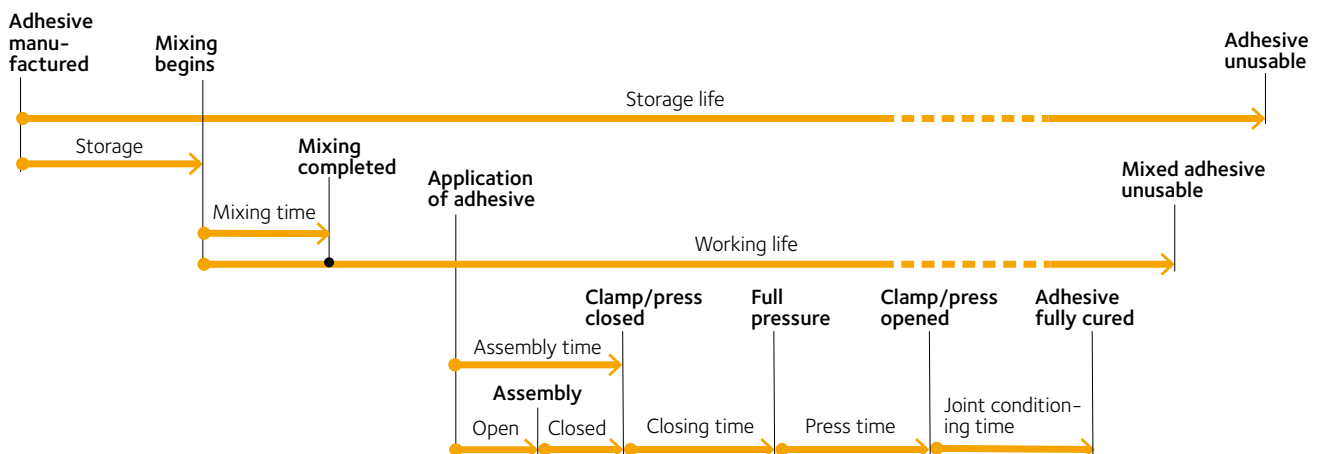 Adhesive
manu-
factured
Mixing
begins
Adhesive
unusable
Storage life
Storage
Mixing
completed
Application
of adhesive
Mixed adhesive
unusable
Mixing time
Working life
Clamp/press
closed
Full
pressure
Clamp/press
opened
Adhesive
fully cured
Assembly time
Assembly
Open
Closed
Closing time
Press time
Joint condition-
ing time